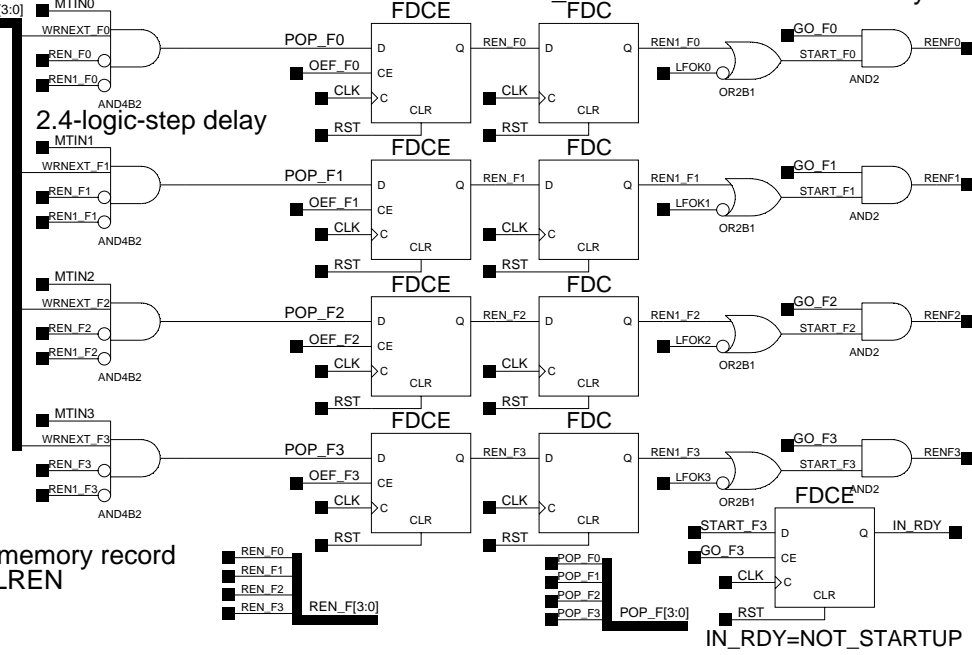 [3:0]
MTIN0
WRNEXT_F0
REN_F0
REN1_F0
AND4B2
POP_F0
OEF_F0
CLK
RST
FDCE
D
Q
CE
C
CLR
REN_F0
CLK
RST
FDC
D
Q
C
CLR
REN1_F0
LFOK0
OR2B1
GO_F0
START_F0
AND2
RENF0
2.4-logic-step delay
MTIN1
WRNEXT_F1
REN_F1
REN1_F1
AND4B2
POP_F1
OEF_F1
CLK
RST
FDCE
D
Q
CE
C
CLR
REN_F1
CLK
RST
FDC
D
Q
C
CLR
REN1_F1
LFOK1
OR2B1
GO_F1
START_F1
AND2
RENF1
MTIN2
WRNEXT_F2
REN_F2
REN1_F2
AND4B2
POP_F2
OEF_F2
CLK
RST
FDCE
D
Q
CE
C
CLR
REN_F2
CLK
RST
FDC
D
Q
C
CLR
REN1_F2
LFOK2
OR2B1
GO_F2
START_F2
AND2
RENF2
MTIN3
WRNEXT_F3
REN_F3
REN1_F3
AND4B2
POP_F3
OEF_F3
CLK
RST
FDCE
D
Q
CE
C
CLR
REN_F3
CLK
RST
FDC
D
Q
C
CLR
REN1_F3
LFOK3
OR2B1
GO_F3
START_F3
AND2
RENF3
memory record
LREN
REN_F0
REN_F1
REN_F2
REN_F3
REN_F[3:0]
POP_F0
POP_F1
POP_F2
POP_F3
POP_F[3:0]
FDCE
START_F3
GO_F3
CLK
RST
D
Q
CE
C
CLR
IN_RDY
IN_RDY=NOT_STARTUP